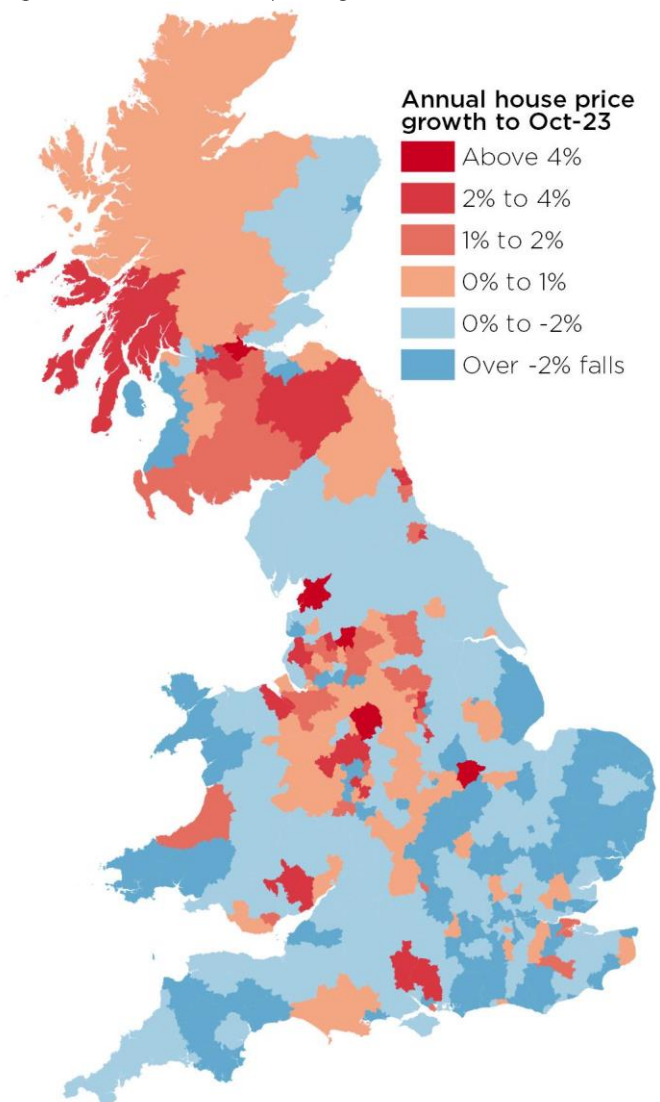 Annual house price
growth to Oct-23
Above 4%
2% to 4%
1% to 2%
0% to 1%
0% to -2%
Over -2% falls